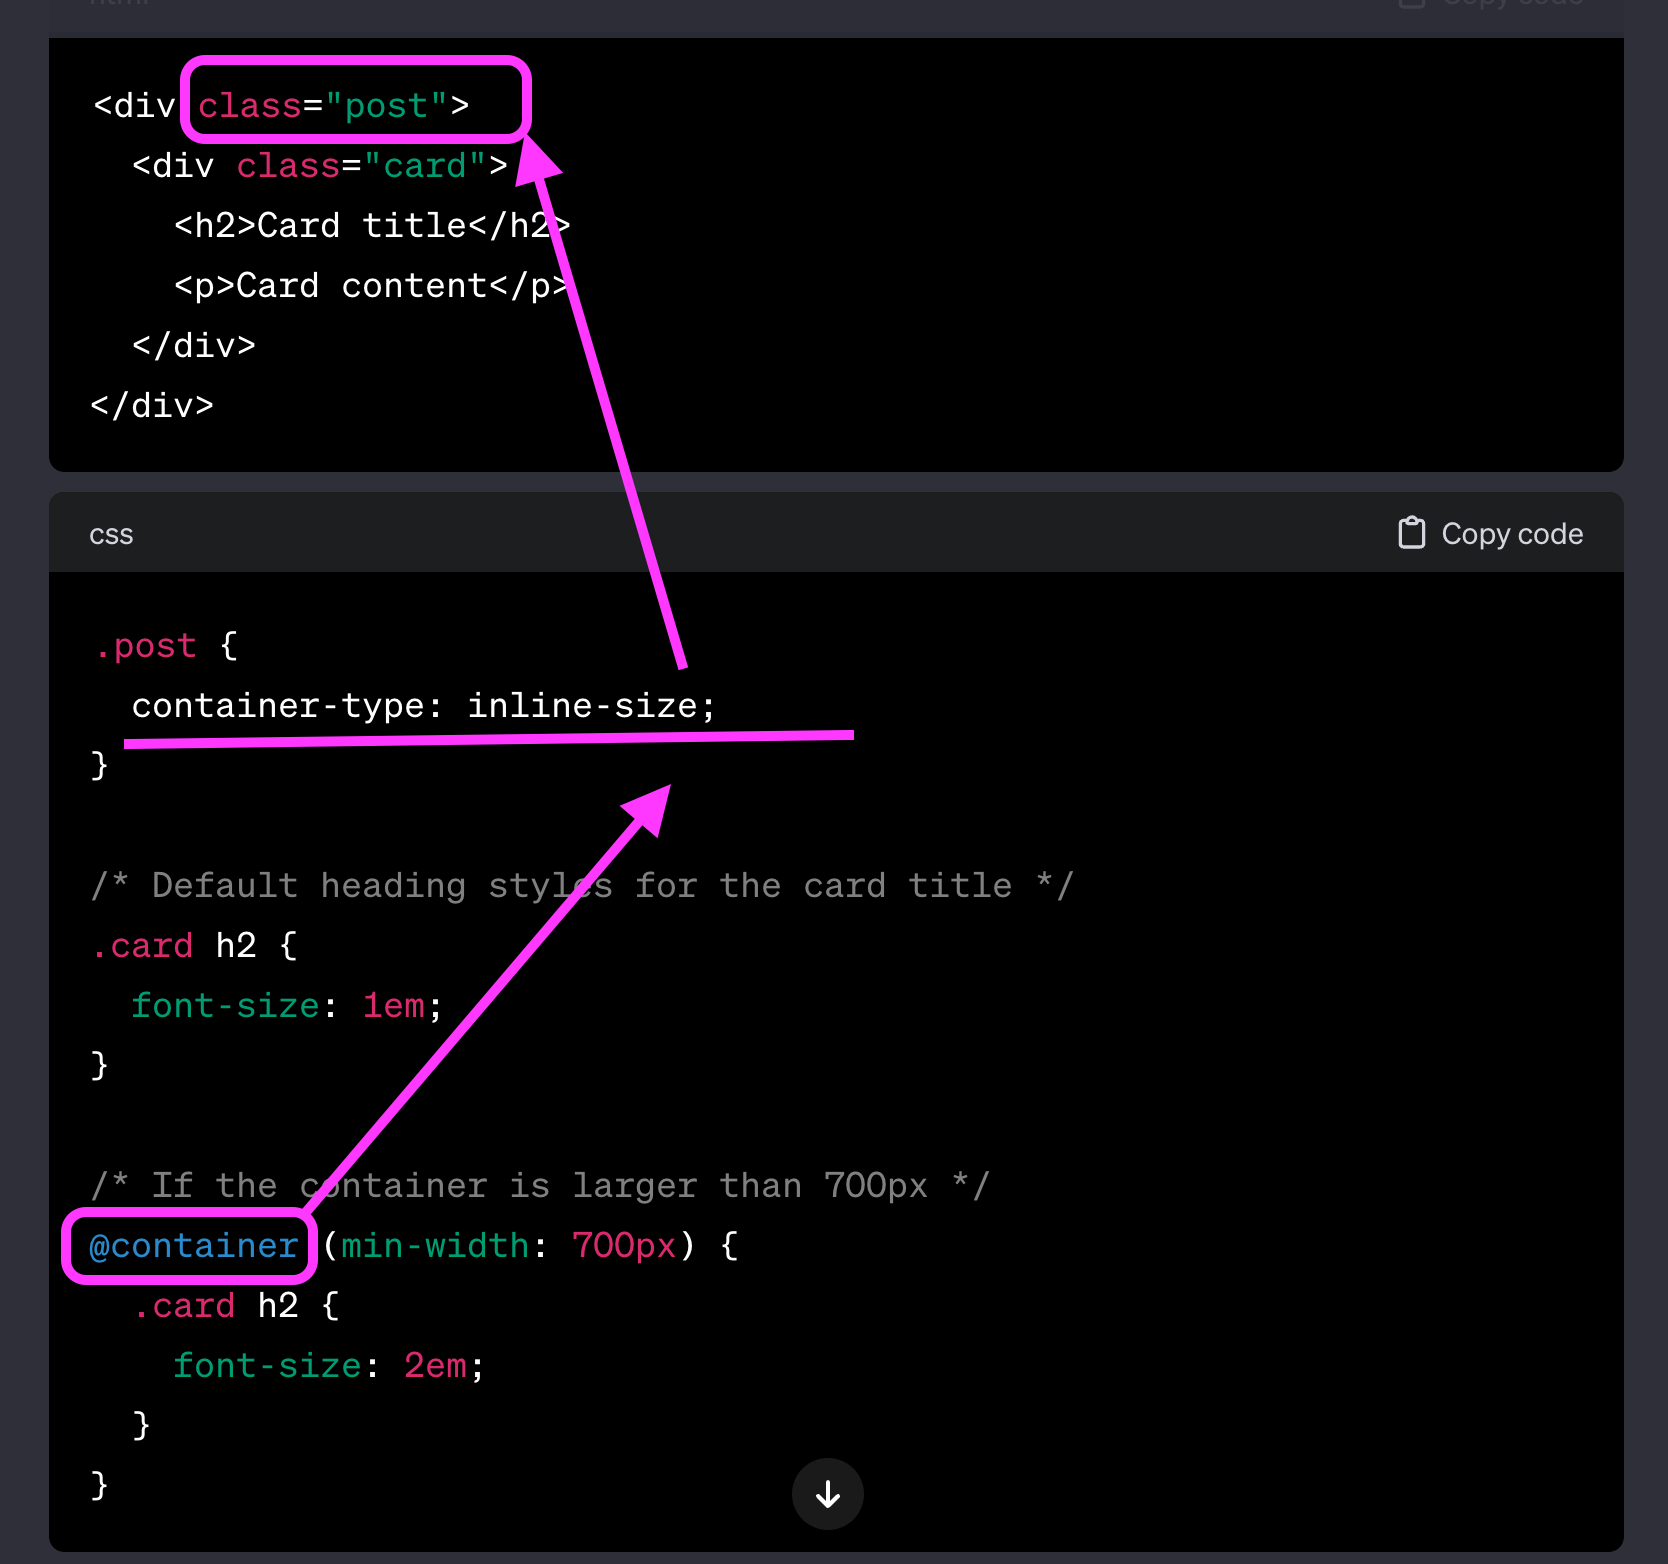 <div class="post">
<div class="card">
<h2>Card title</h2>
<p>Card content</p>
</div>
</div>
css
Copy code
.post {
container-type: inline-size;
}
/* Default heading styles for the card title */
.card h2 {
font-size: 1em;
}
/* If the container is larger than 700px */
@container (min-width: 700px) {
.card h2 {
font-size: 2em;
}
}